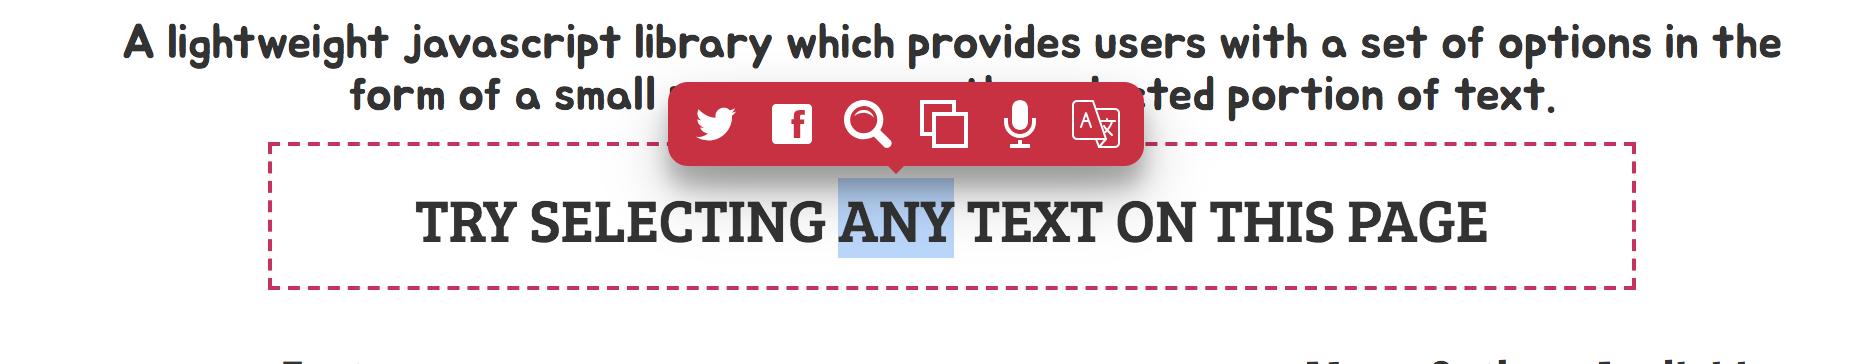 A lightweight javascript library which provides users with a set of options in the
form of a small portion of text.
f
A 文
TRY SELECTING ANY TEXT ON THIS PAGE